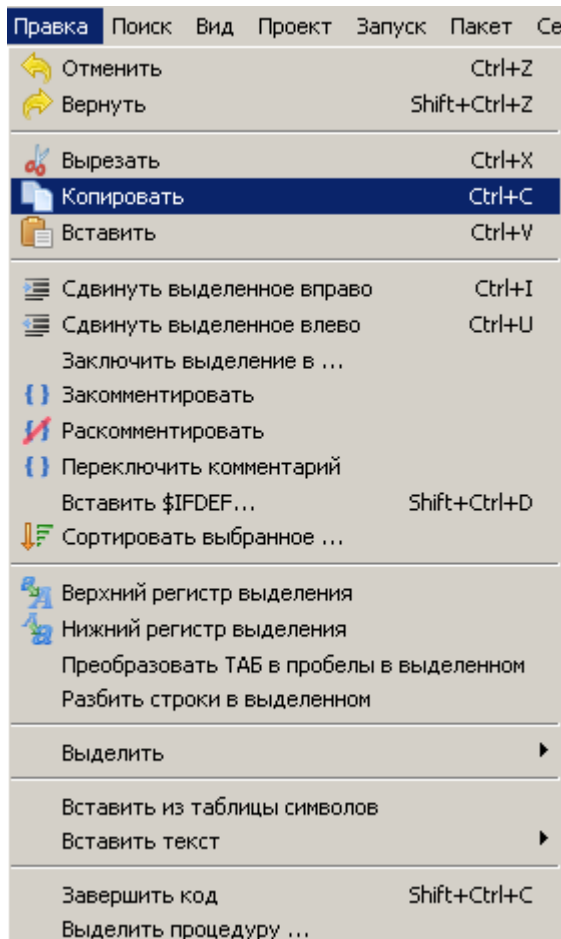 Правка Поиск Вид Проект Запуск Пакет Се
Отменить Ctrl+Z
Вернуть Shift+Ctrl+Z
Вырезать Ctrl+X
Копировать Ctrl+C
Вставить Ctrl+V
Сдвинуть выделенное вправо Ctrl+I
Сдвинуть выделенное влево Ctrl+U
Заключить выделение в ...
Закомментировать
Раскомментировать
Переключить комментарий
Вставить $IFDEF... Shift+Ctrl+D
Сортировать выбранное ...
Верхний регистр выделения
Нижний регистр выделения
Преобразовать ТАБ в пробелы в выделенном
Разбить строки в выделенном
Выделить
Вставить из таблицы символов
Вставить текст
Завершить код Shift+Ctrl+C
Выделить процедуру ...